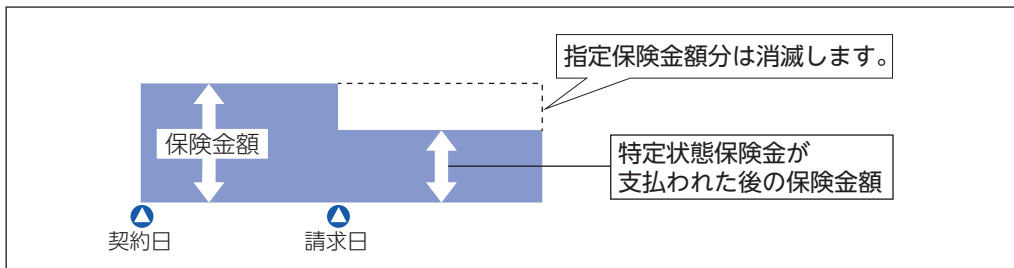 指定保険金額分は消滅します。
保険金額
特定状態保険金が
支払われた後の保険金額
契約日
請求日